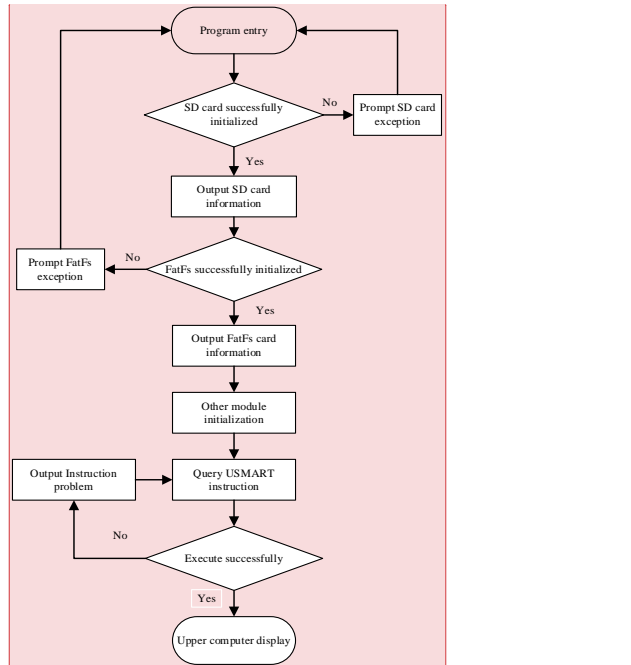 Program entry
SD card successfully
initialized
No
Prompt SD card
exception
Yes
Output SD card
information
Prompt FatFs
exception
No
FatFs successfully initialized
Yes
Output FatFs card
information
Other module
initialization
Output Instruction
problem
Query USMART
instruction
No
Execute successfully
Yes
Upper computer display